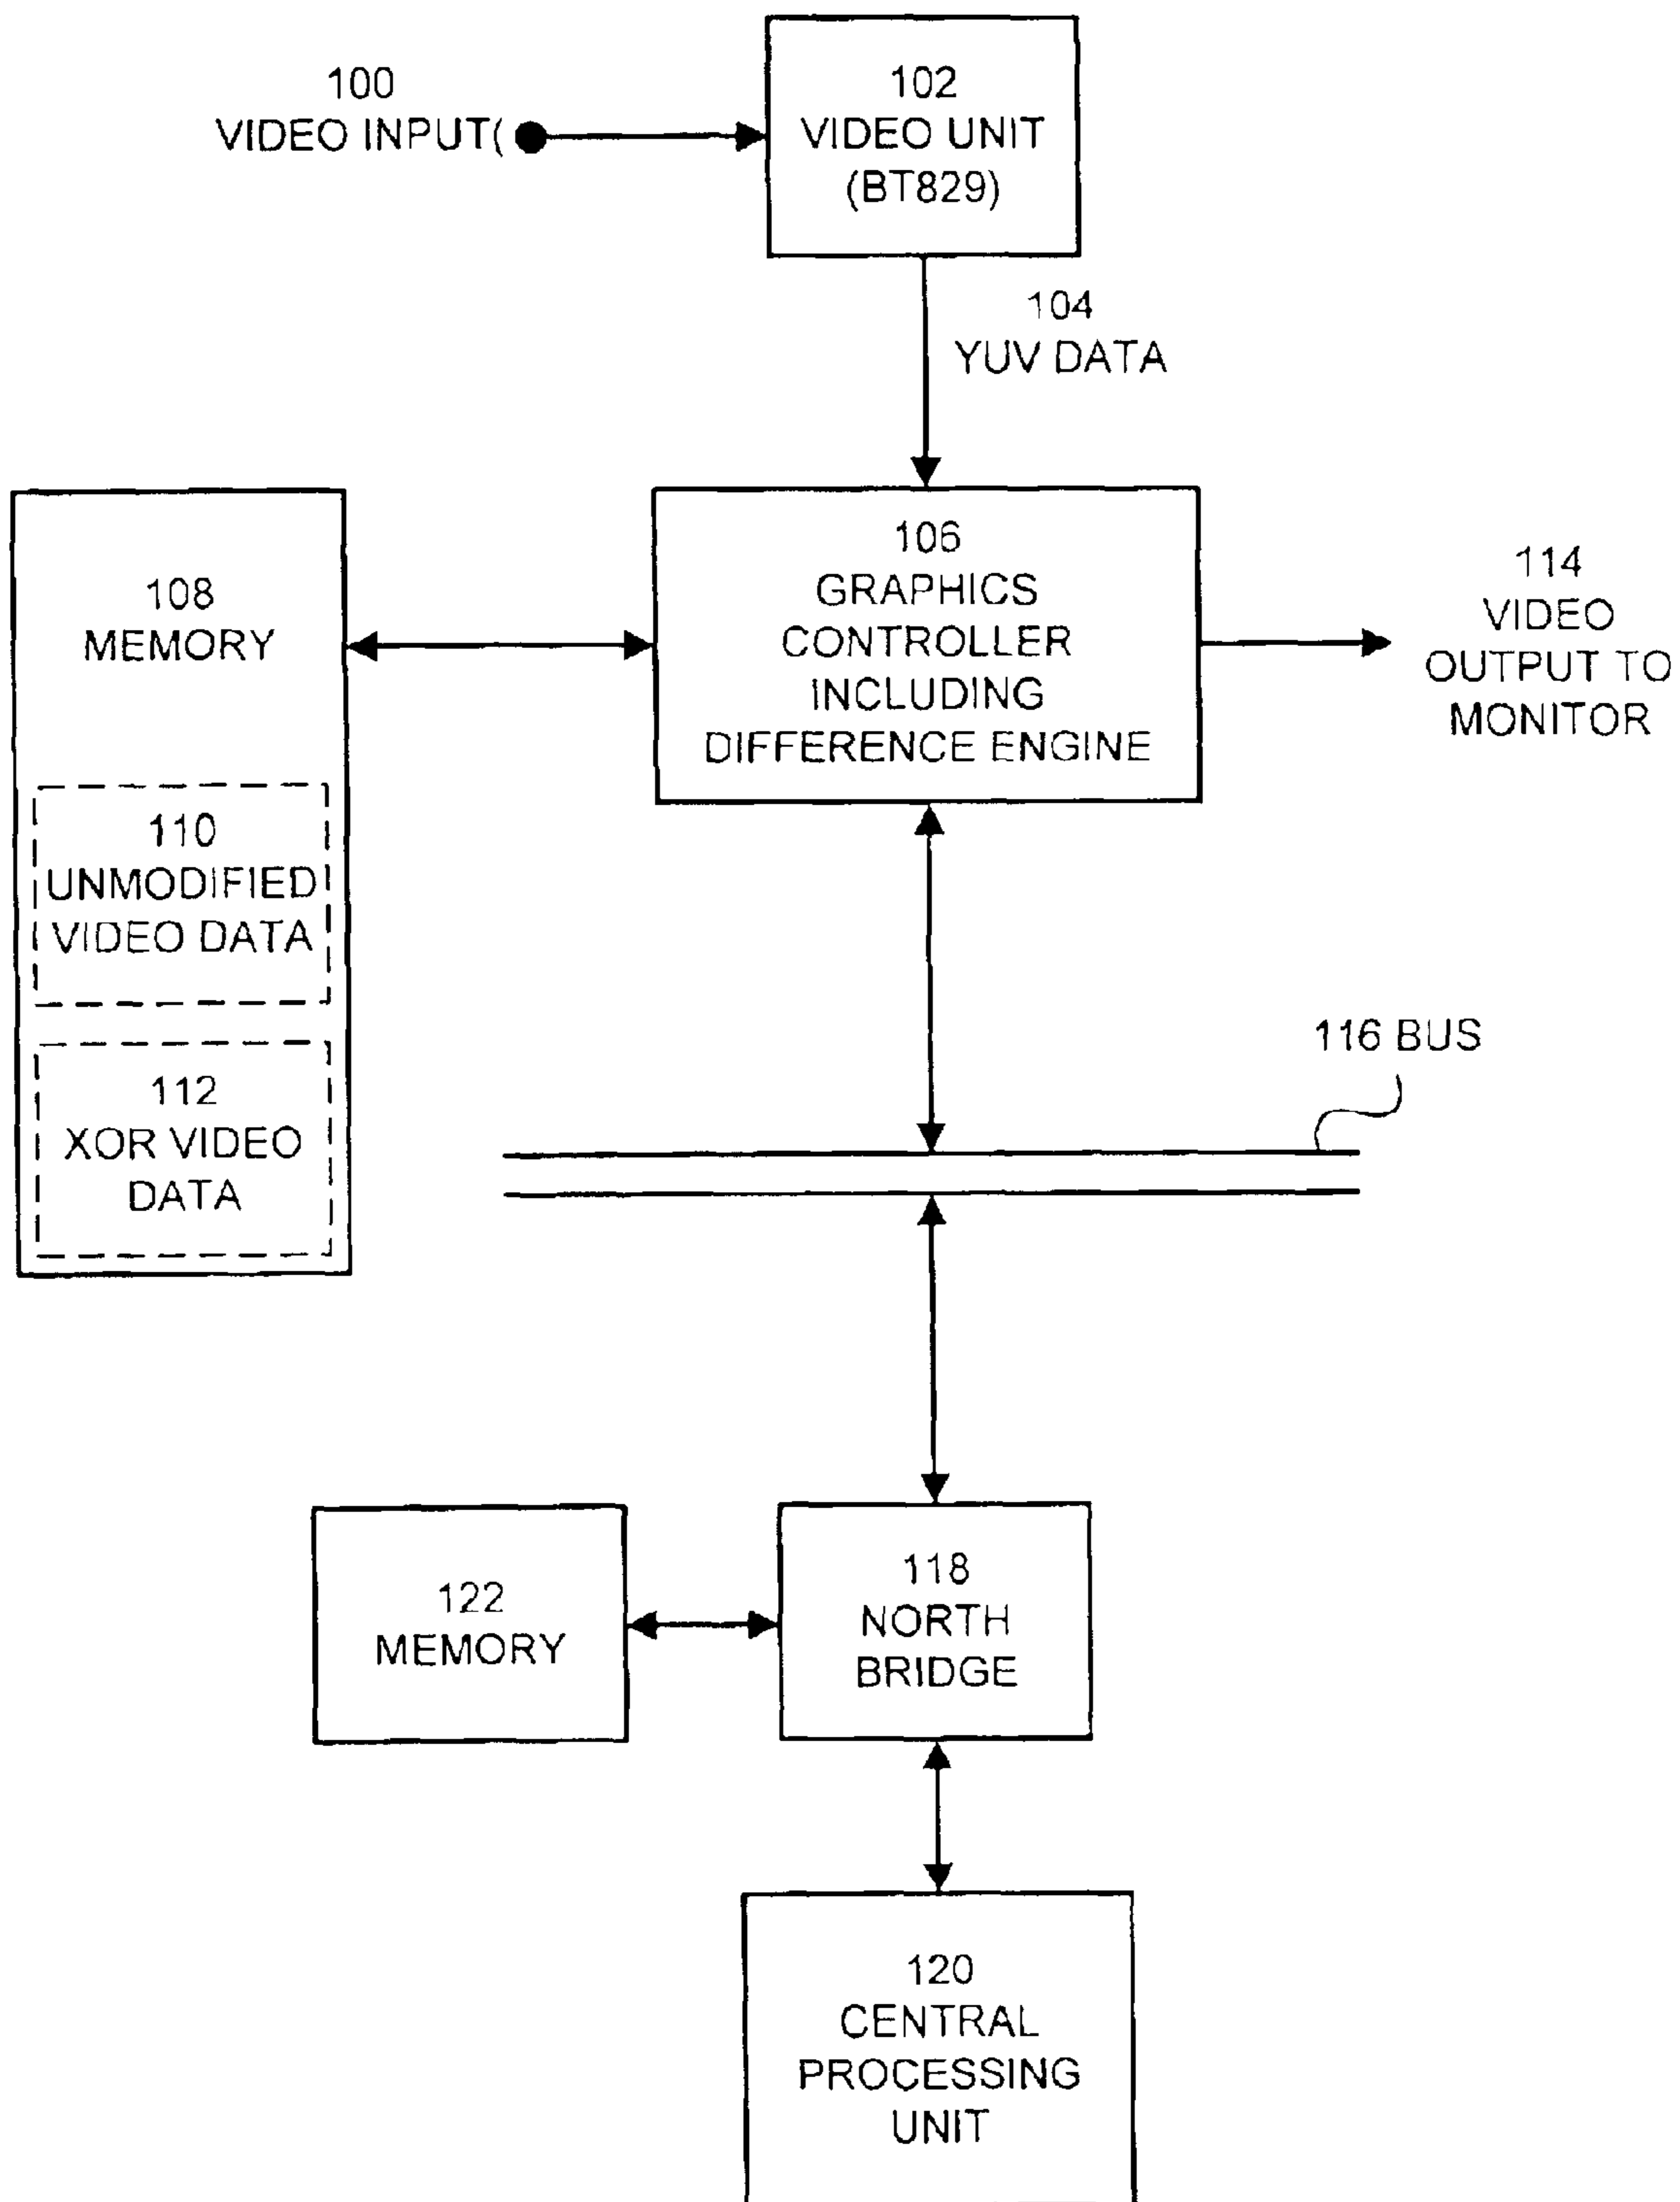 100
VIDEO INPUT(
102
VIDEO UNIT
(BT829)
104
YUV DATA
106
GRAPHICS
CONTROLLER
INCLUDING
DIFFERENCE ENGINE
108
MEMORY
110
UNMODIFIED
VIDEO DATA
112
XOR VIDEO
DATA
114
VIDEO
OUTPUT TO
MONITOR
116 BUS
118
NORTH
BRIDGE
122
MEMORY
120
CENTRAL
PROCESSING
UNIT